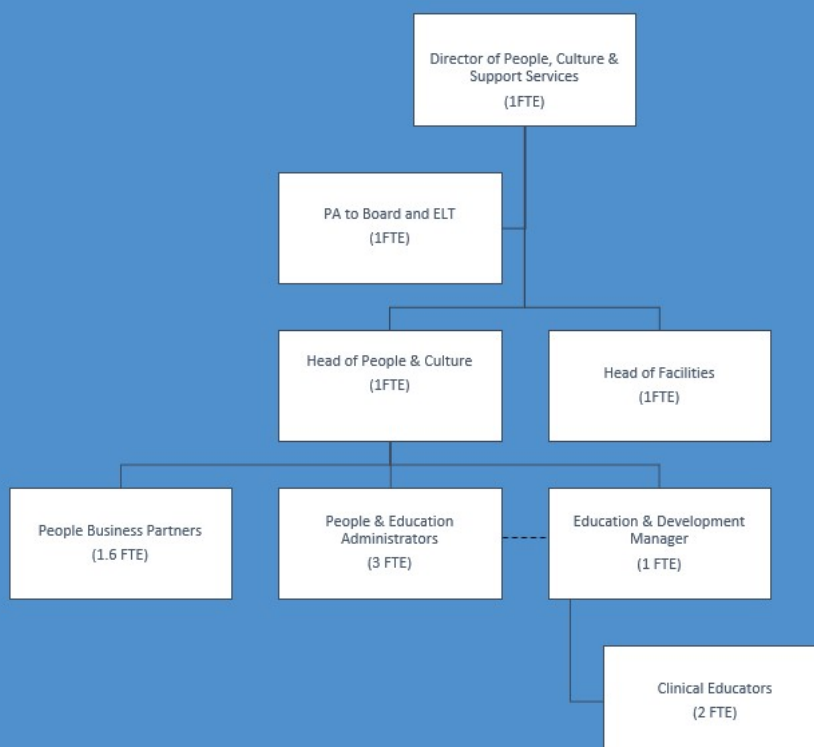 Director of People, Culture &
Support Services
(1FTE)
PA to Board and ELT
(1FTE)
Head of People & Culture
(1FTE)
Head of Facilities
(1FTE)
People Business Partners
(1.6 FTE)
People & Education
Administrators
(3 FTE)
Education & Development
Manager
(1 FTE)
Clinical Educators
(2 FTE)